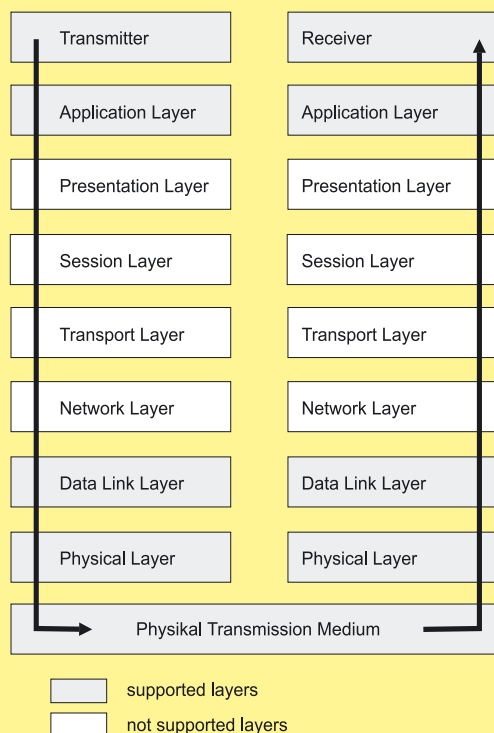 Transmitter
Receiver
Application Layer
Application Layer
Presentation Layer
Presentation Layer
Session Layer
Session Layer
Transport Layer
Transport Layer
Network Layer
Network Layer
Data Link Layer
Data Link Layer
Physical Layer
Physical Layer
Physikal Transmission Medium
supported layers
not supported layers